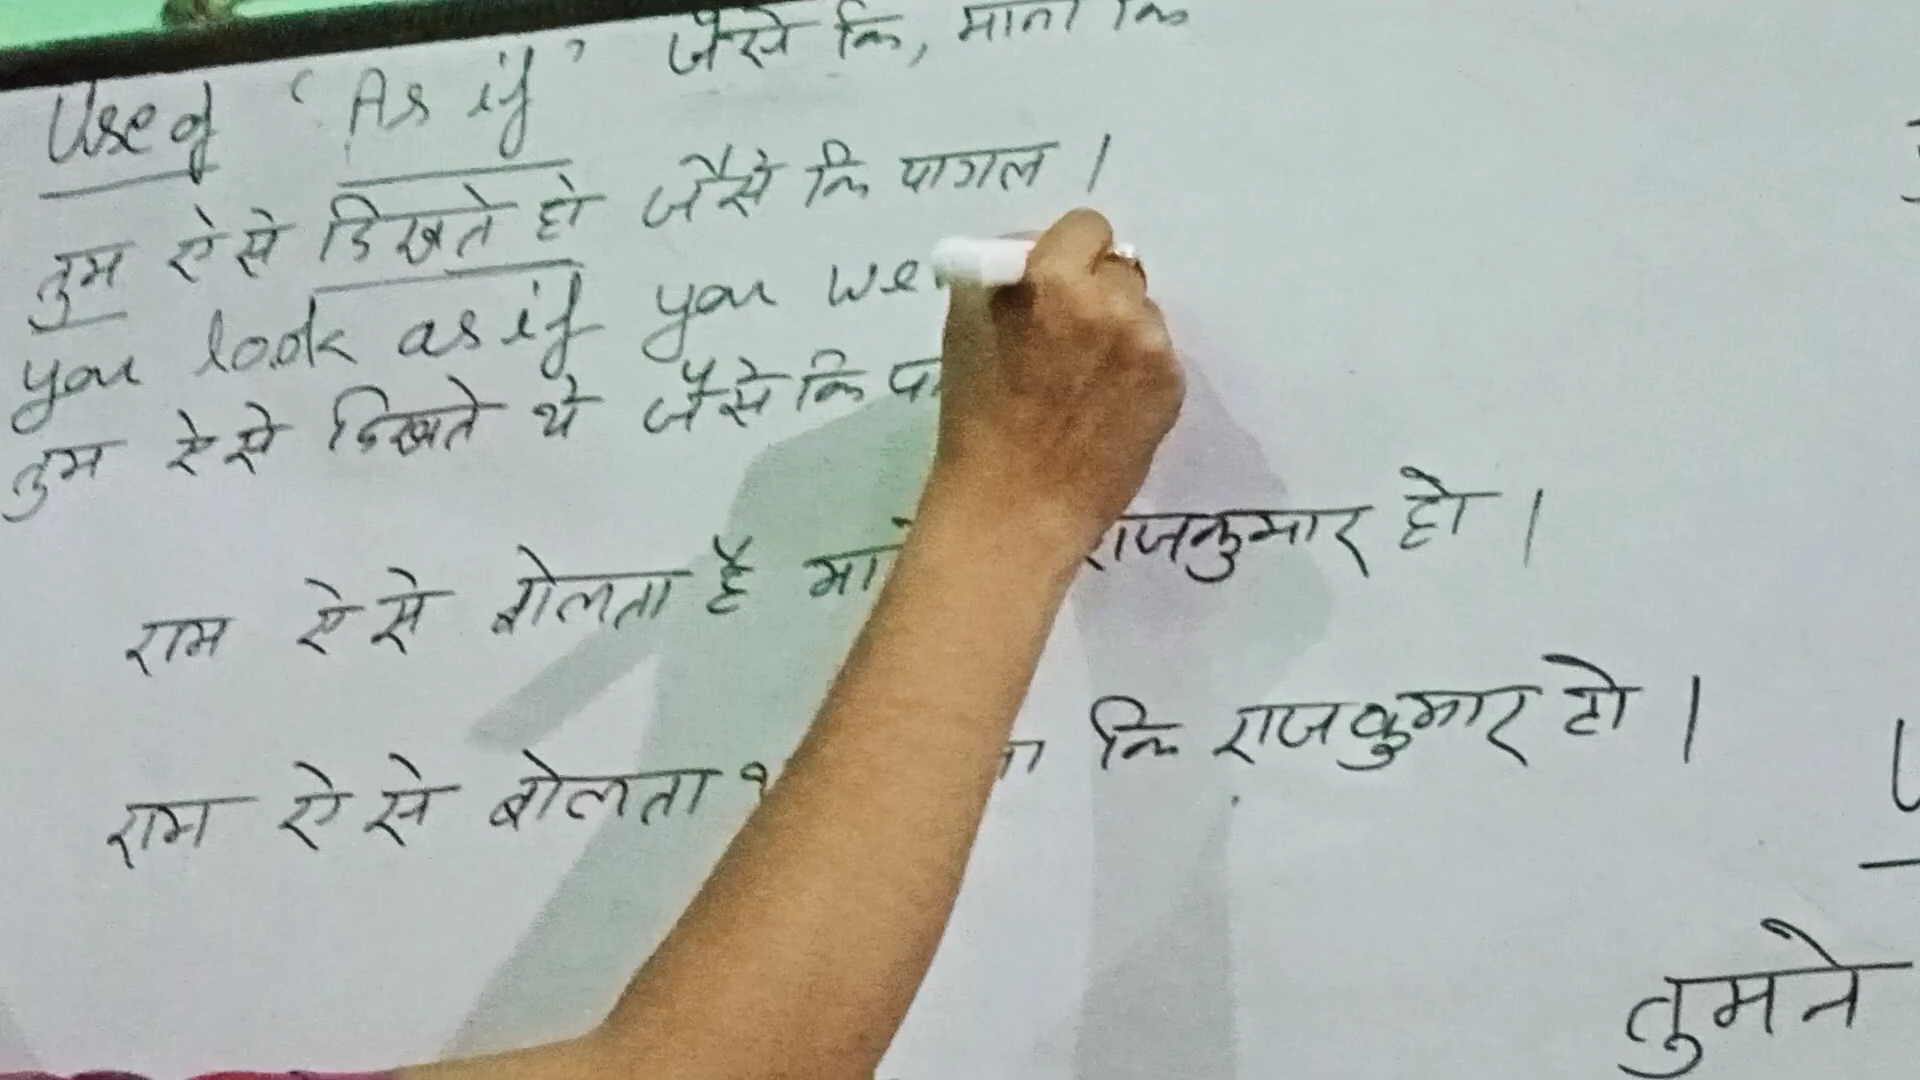 Use of 'As if' जैसे कि, मानो कि
तुम ऐसे दिखते हो जैसे कि पागल ।
you look as if you we
तुम ऐसे दिखते थे जैसे कि
राम ऐसे बोलता है राजकुमार हो ।
राम ऐसे बोलता कि राजकुमार हो ।
तुमने